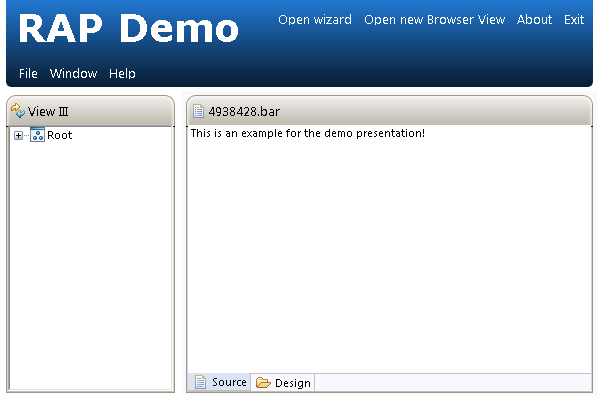 RAP Demo
Open wizard Open new Browser View About Exit
File Window Help
View III
4938428.bar
Root
This is an example for the demo presentation!
Source Design